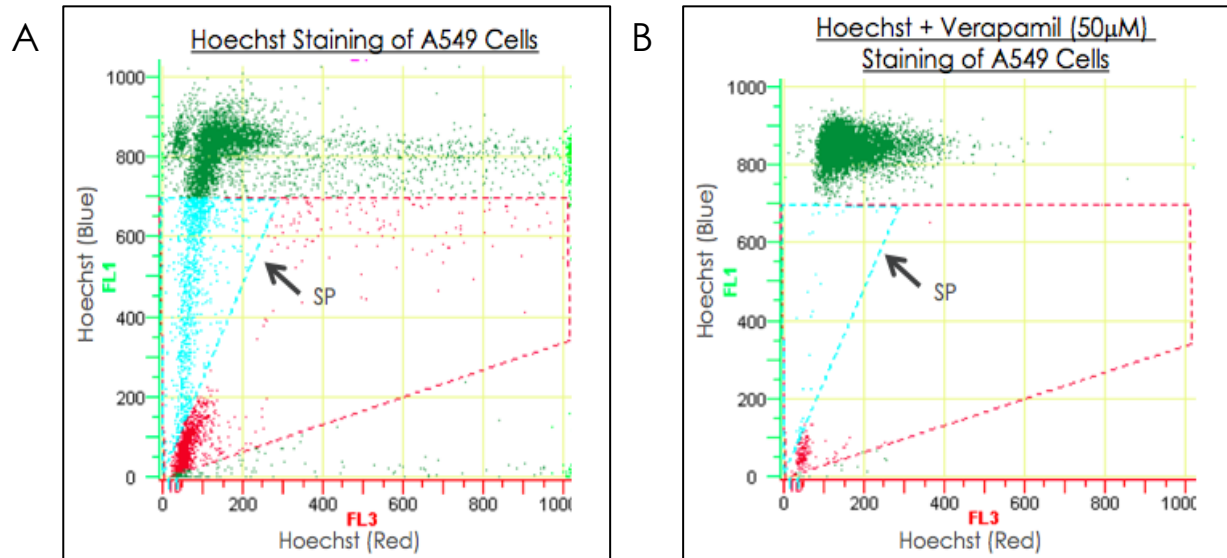 A
Hoechst Staining of A549 Cells
1000
800
600
400
200
0
Hoechst (Blue)
FL1
SP
0 200 400 600 800 1000
FL3
Hoechst (Red)
B
Hoechst + Verapamil (50µM)
Staining of A549 Cells
1000
800
600
400
200
0
Hoechst (Blue)
FL1
SP
0 200 400 600 800 1000
FL3
Hoechst (Red)